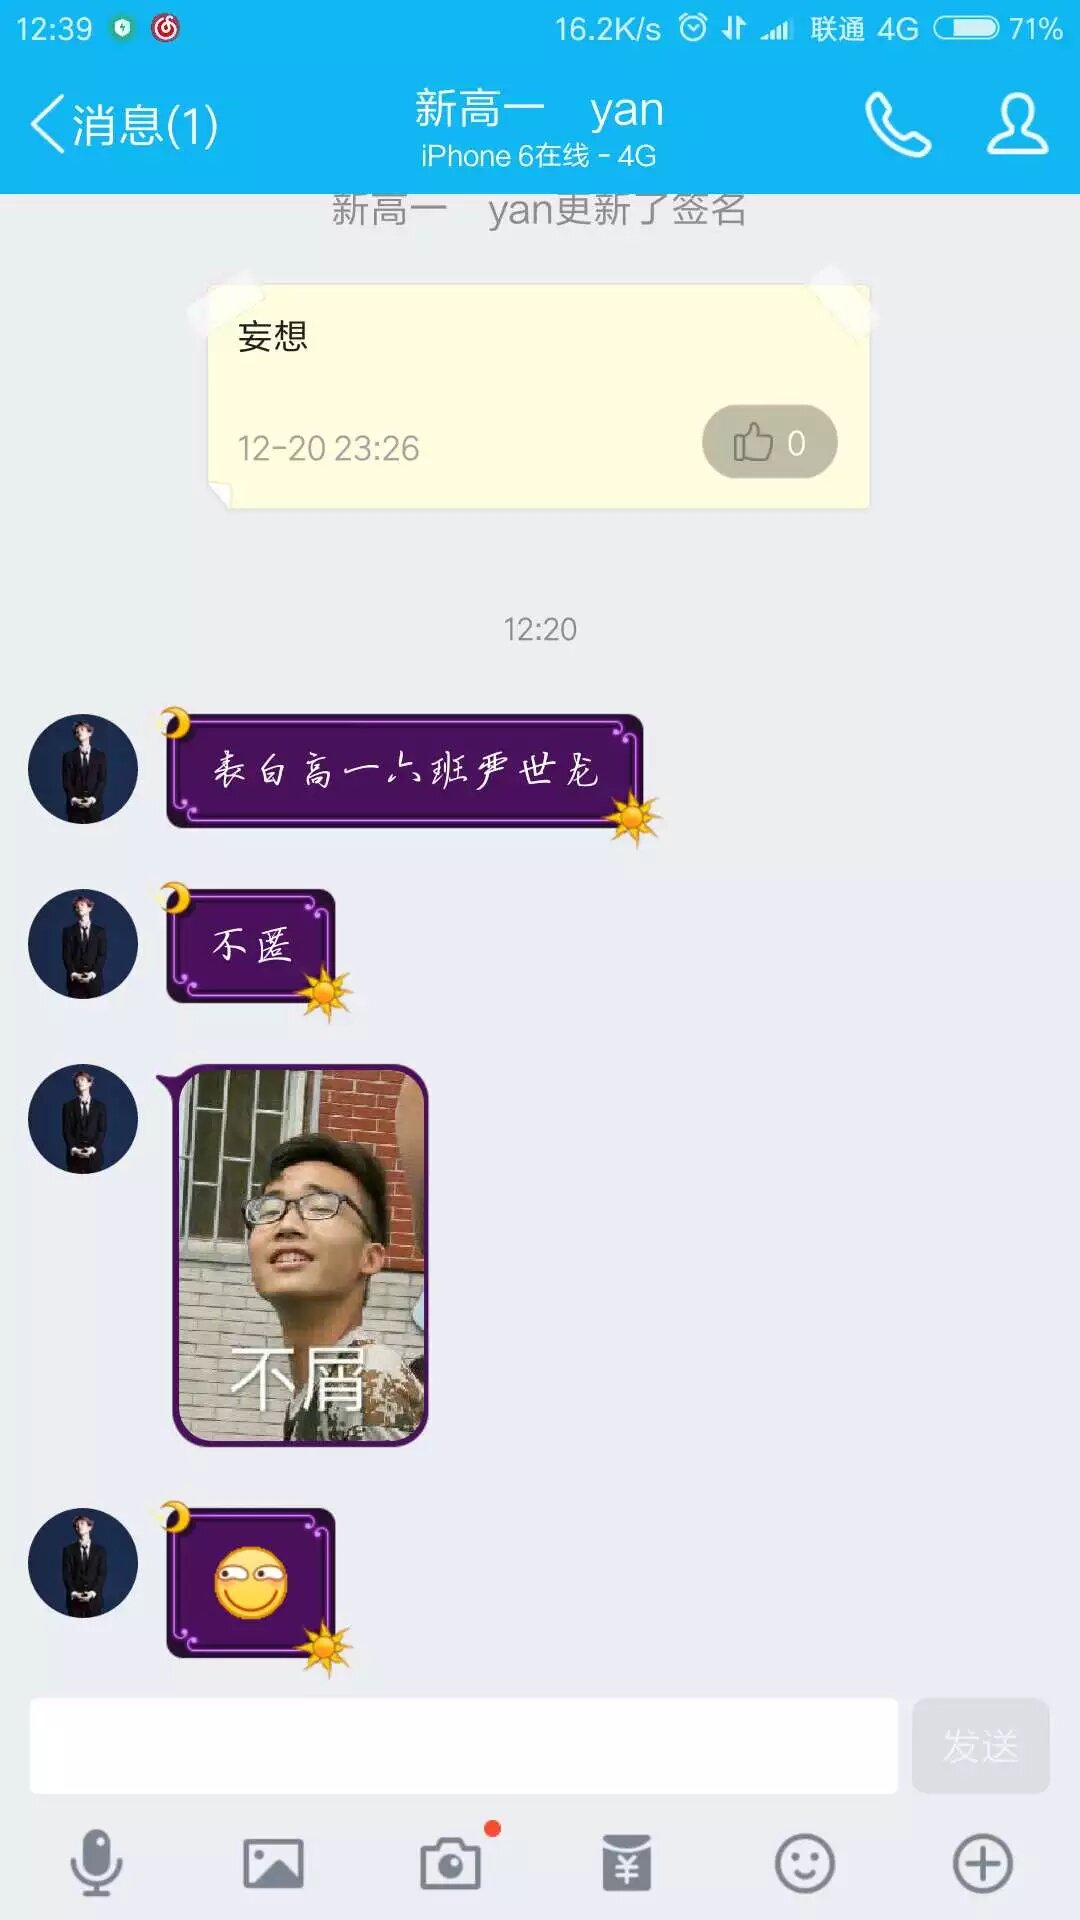 12:39 16.2K/s 联通 4G 71%
消息(1)
新高一 yan
iPhone 6在线 - 4G
新高一 yan更新了签名
妄想
12-20 23:26
0
12:20
表白高一六班严世龙
不匿
不屑
发送